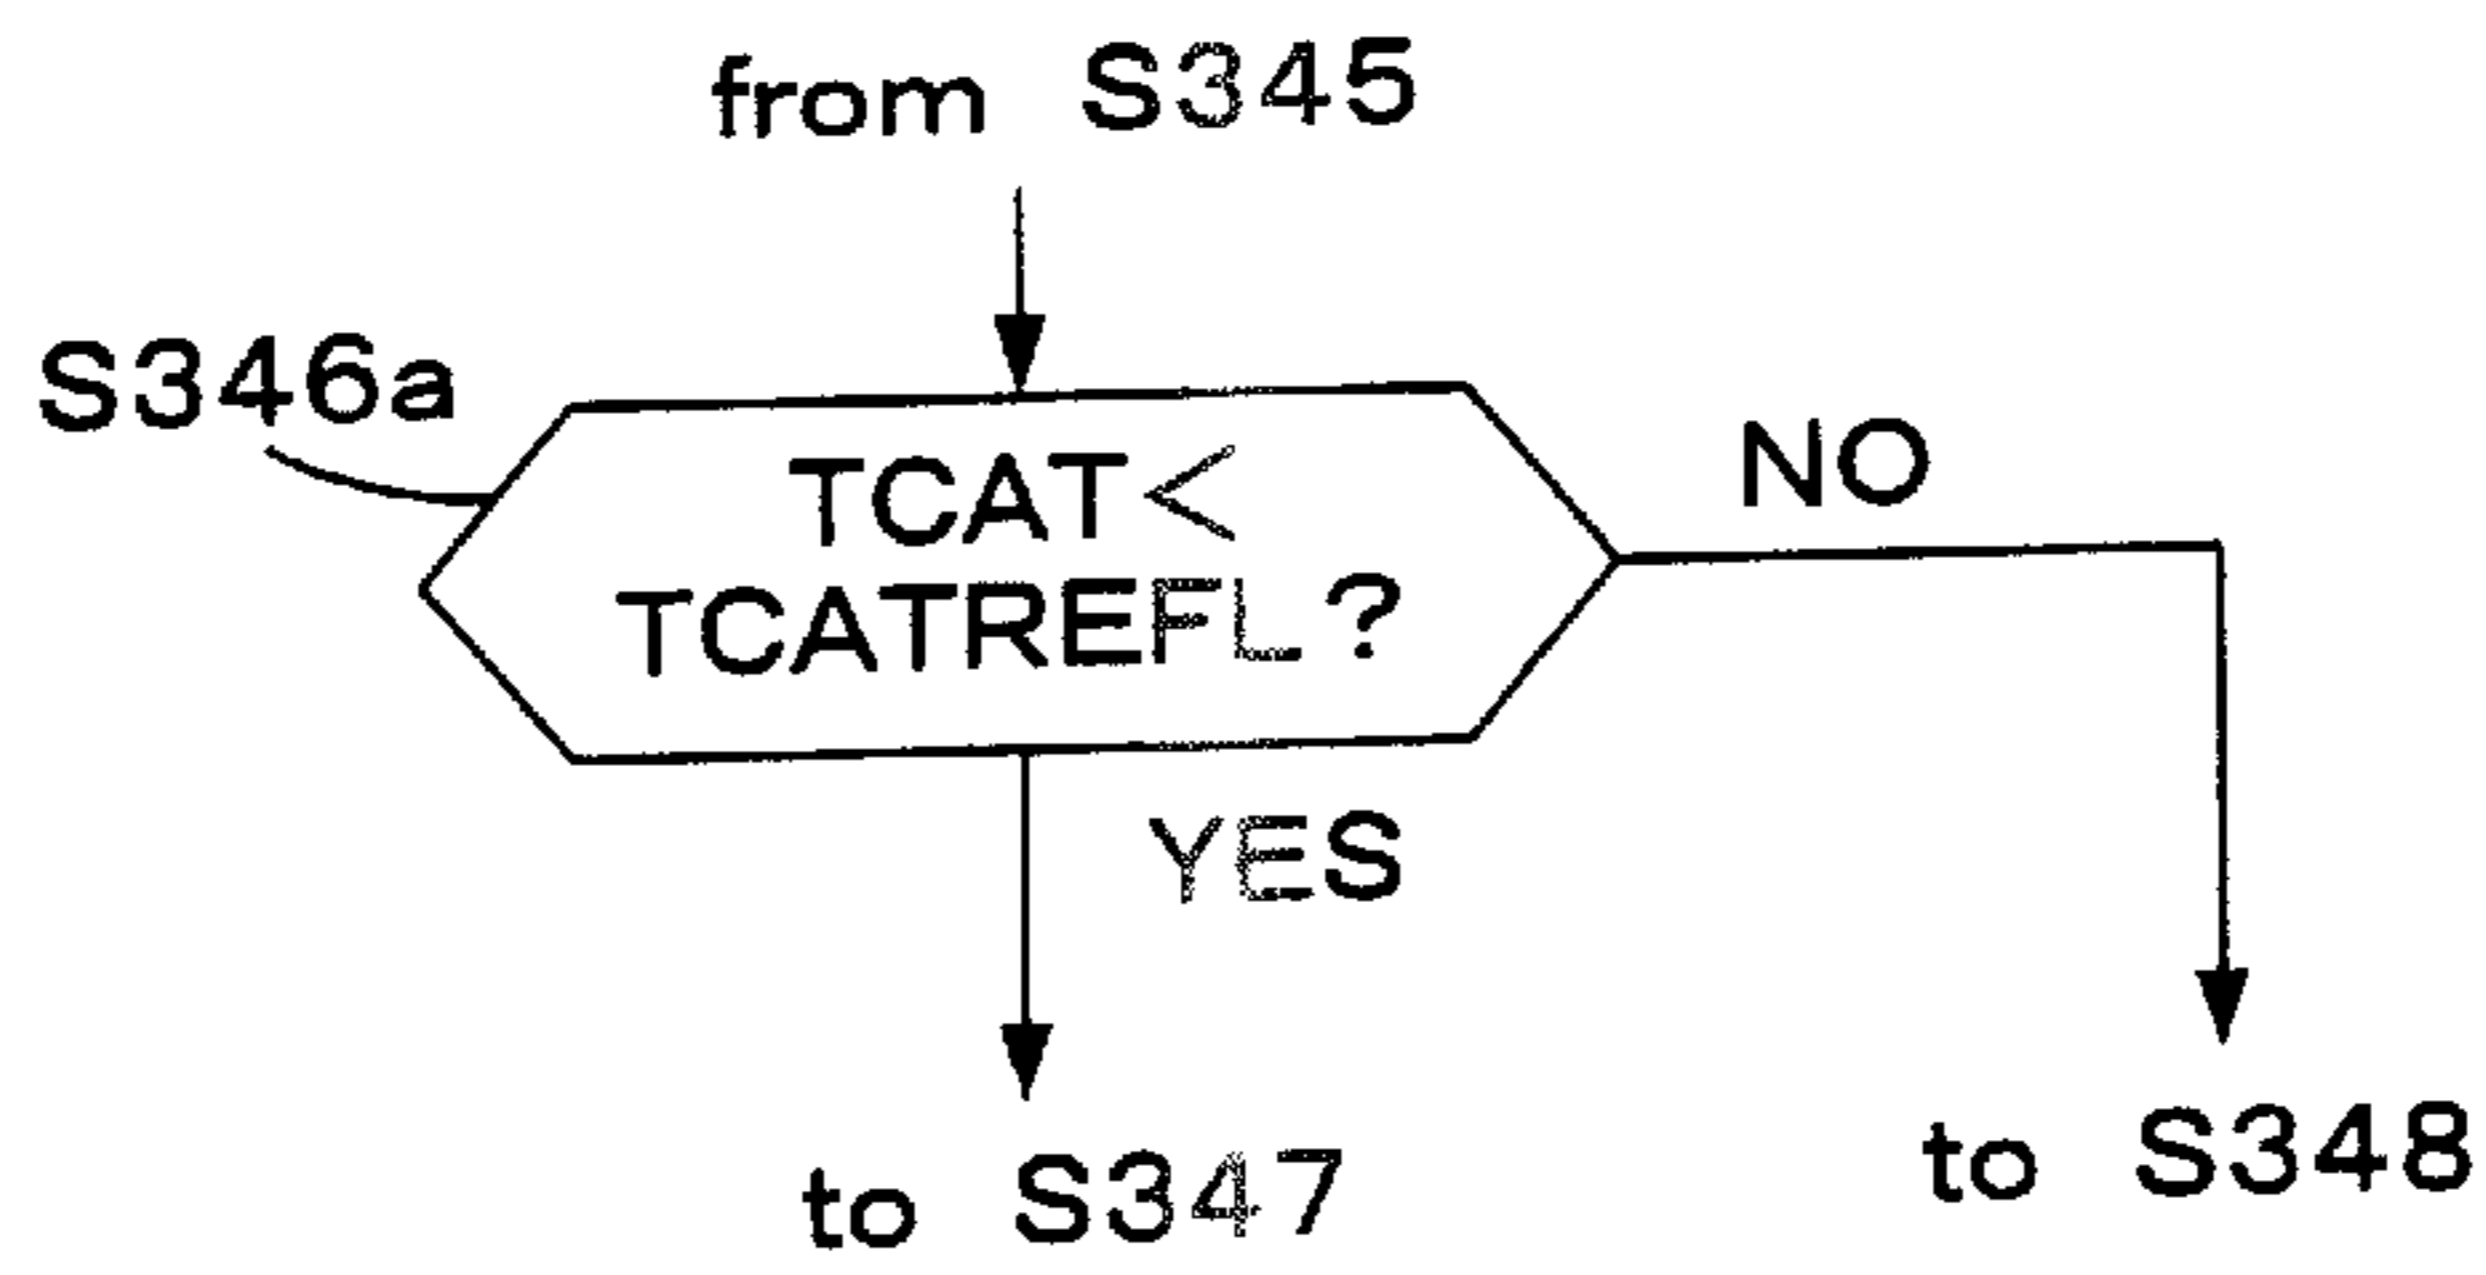 from S345
S346a
TCAT<
TCATREFL?
NO
YES
to S347
to S348